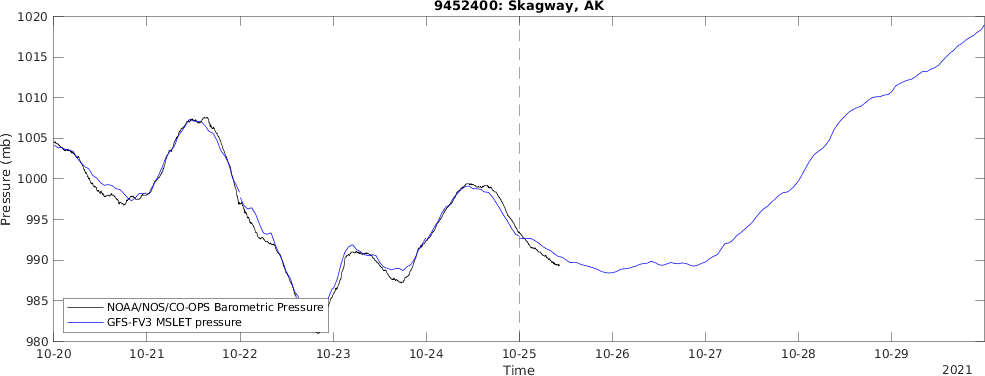 9452400: Skagway, AK
1020
1015
1010
1005
1000
995
990
985
980
Pressure (mb)
NOAA/NOS/CO-OPS Barometric Pressure
GFS-FV3 MSLET pressure
10-20 10-21 10-22 10-23 10-24 10-25 10-26 10-27 10-28 10-29
Time
2021